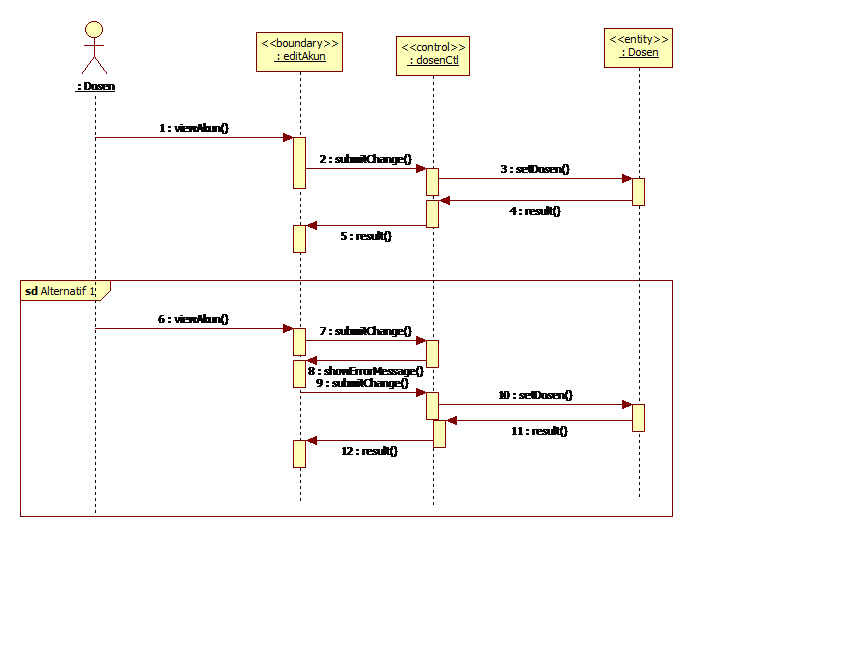 <<boundary>>
: editAkun
<<control>>
: dosenCtl
<<entity>>
: Dosen
: Dosen
1 : viewAkun()
2 : submitChange()
3 : setDosen()
4 : result()
5 : result()
sd Alternatif 1
6 : viewAkun()
7 : submitChange()
8 : showErrorMessage()
9 : submitChange()
10 : setDosen()
11 : result()
12 : result()